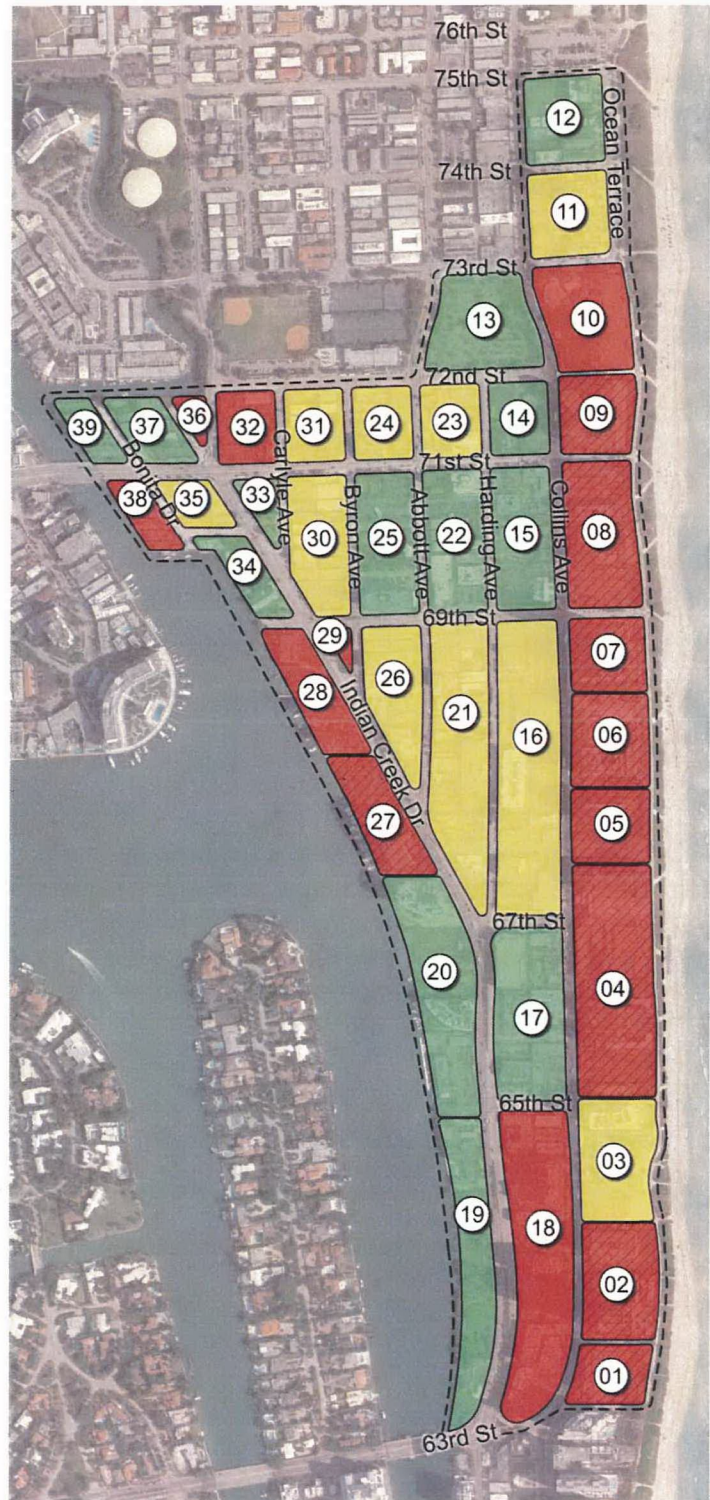 76th St
75th St
Ocean Terrace
12
74th St
11
73rd St
13
10
72nd St
39
37
36
32
31
24
23
14
09
71st St
Bonita Dr
38
35
33
Carlyle Ave
30
Byron Ave
25
Abbott Ave
22
Harding Ave
15
Collins Ave
08
34
69th St
29
28
Indian Creek Dr
26
21
16
07
06
27
05
67th St
20
17
04
65th St
03
19
18
02
01
63rd St